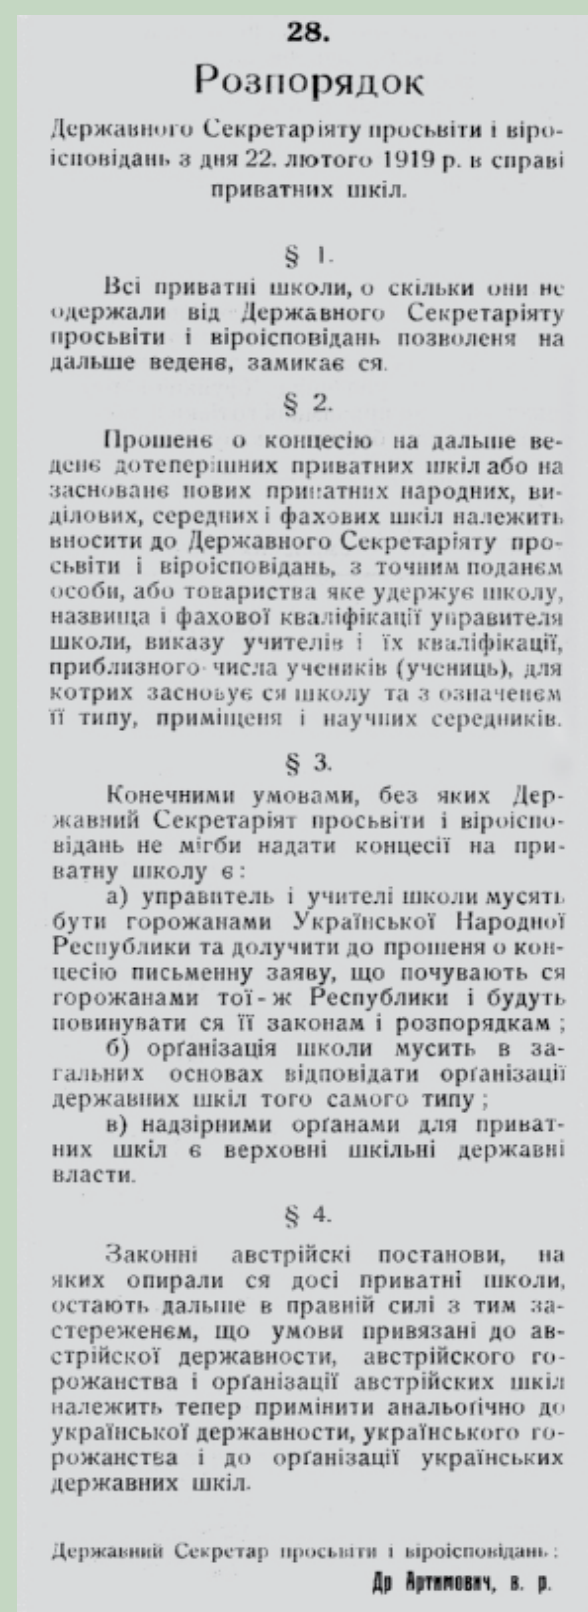 28.
Розпорядок
Державного Секретаріяту просьвіти і віро-
ісповідань з дня 22. лютого 1919 р. в справі
приватних шкіл.
§ 1.
Всі приватні школи, о скільки они не
одержали від Державного Секретаріяту
просьвіти і віроісповідань позволеня на
дальше веденє, замикає ся.
§ 2.
Прошенє о концесію на дальше ве-
денє дотеперішних приватних шкіл або на
заснованє нових приватних народних, ви-
ділових, середних і фахових шкіл належить
вносити до Державного Секретаріяту про-
сьвіти і віроісповідань, з точним поданєм
особи, або товариства яке удержує школу,
назвища і фахової кваліфікації управителя
школи, виказу учителів і їх кваліфікації,
приблизного числа учеників (учениць), для
котрих засновує ся школу та з означенєм
її типу, приміщеня і научних середників.
§ 3.
Конечними умовами, без яких Дер-
жавний Секретаріят просьвіти і віроіспо-
відань не мігби надати концесії на при-
ватну школу є:
а) управитель і учителі школи мусять
бути горожанами Української Народної
Республики та долучити до прошеня о кон-
цесію письменну заяву, що почувають ся
горожанами тої-ж Республики і будуть
повинувати ся її законам і розпорядкам ;
б) орґанізація школи мусить в за-
гальних основах відповідати орґанізації
державних шкіл того самого типу ;
в) надзірними орґанами для приват-
них шкіл є верховні шкільні державні
власти.
§ 4.
Законні австрійскі постанови, на
яких опирали ся досі приватні школи,
остають дальше в правній силі з тим за-
стереженєм, що умови привязані до ав-
стрійскої державности, австрійского го-
рожанства і орґанізації австрійских шкіл
належить тепер примінити анальоґічно до
української державности, українського го-
рожанства і до орґанізації українських
державних шкіл.
Державний Секретар просьвіти і віроісповідань:
Др Артимович, в. р.